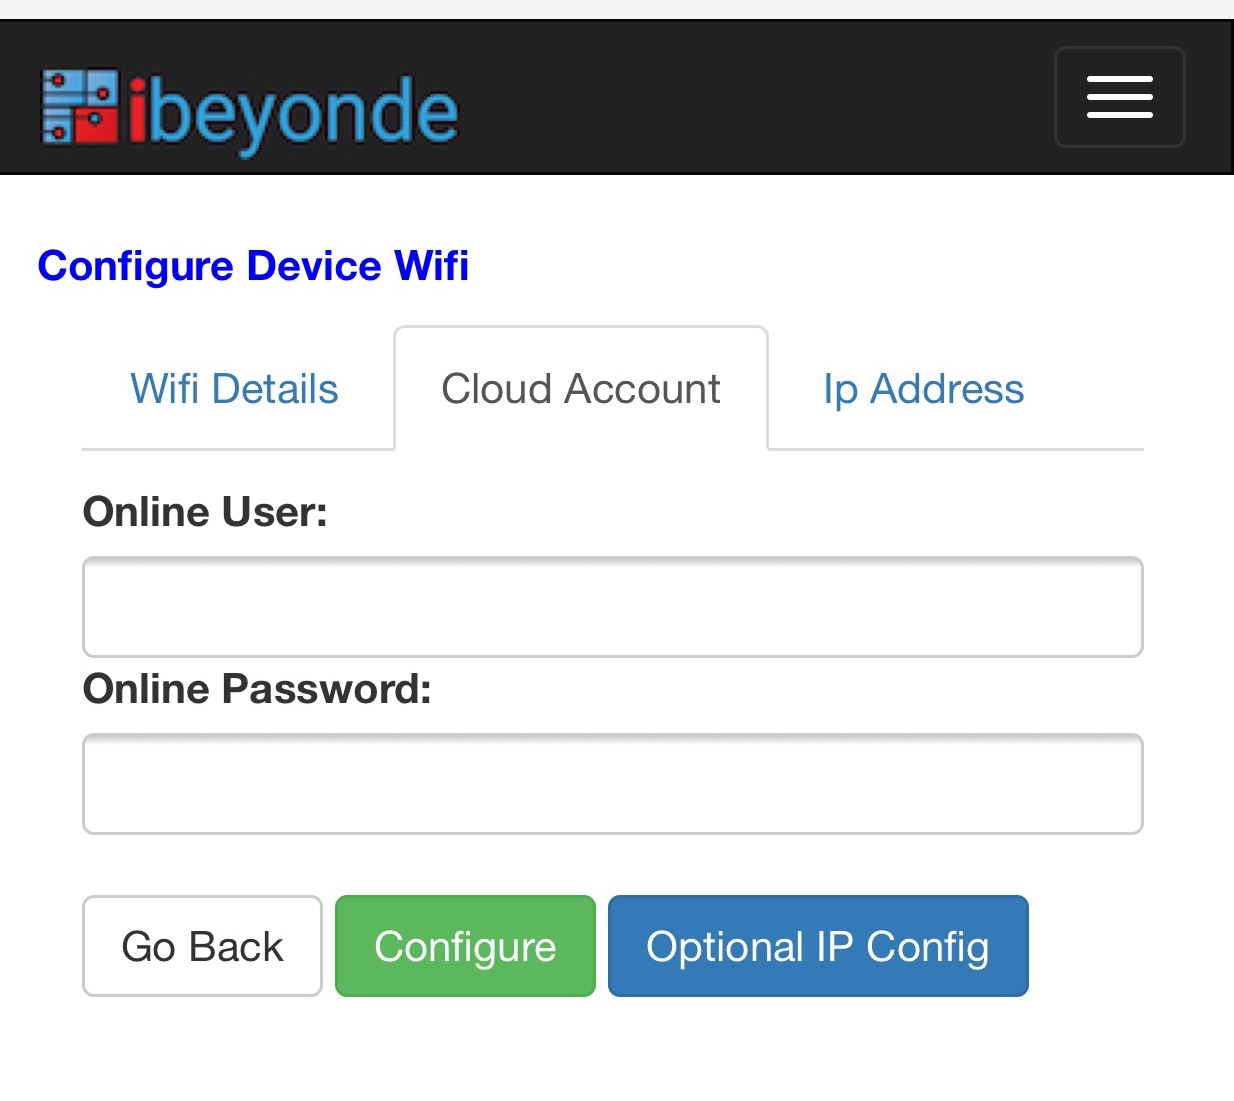 ibeyonde
Configure Device Wifi
Wifi Details Cloud Account Ip Address
Online User:
Online Password:
Go Back Configure Optional IP Config